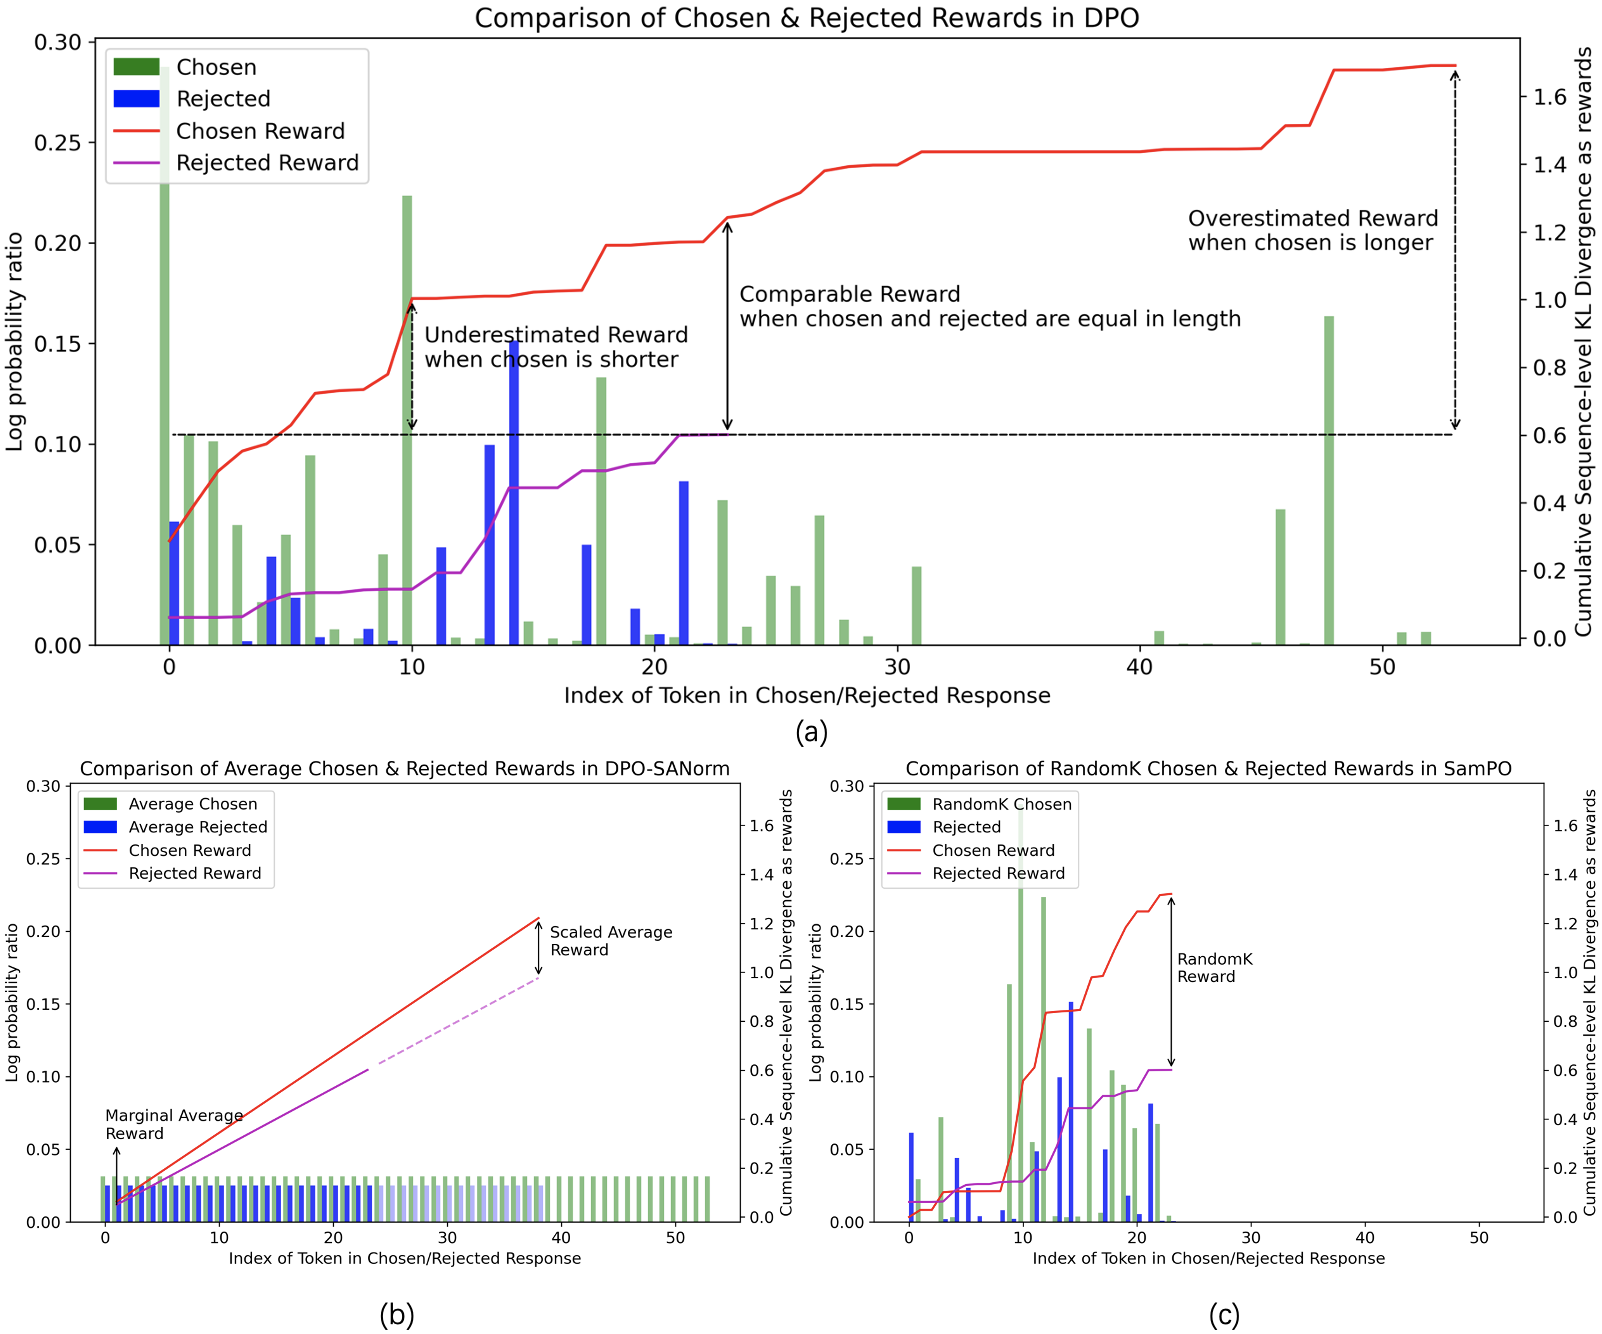 Comparison of Chosen & Rejected Rewards in DPO
Chosen
Rejected
Chosen Reward
Rejected Reward
0.30
0.25
0.20
0.15
0.10
0.05
0.00
Log probability ratio
1.6
1.4
1.2
1.0
0.8
0.6
0.4
0.2
0.0
Cumulative Sequence-level KL Divergence as rewards
Underestimated Reward
when chosen is shorter
Comparable Reward
when chosen and rejected are equal in length
Overestimated Reward
when chosen is longer
0 10 20 30 40 50
Index of Token in Chosen/Rejected Response
(a)
Comparison of Average Chosen & Rejected Rewards in DPO-SANorm
Average Chosen
Average Rejected
Chosen Reward
Rejected Reward
0.30
0.25
0.20
0.15
0.10
0.05
0.00
Log probability ratio
1.6
1.4
1.2
1.0
0.8
0.6
0.4
0.2
0.0
Cumulative Sequence-level KL Divergence as rewards
Scaled Average
Reward
Marginal Average
Reward
0 10 20 30 40 50
Index of Token in Chosen/Rejected Response
(b)
Comparison of RandomK Chosen & Rejected Rewards in SamPO
RandomK Chosen
Rejected
Chosen Reward
Rejected Reward
0.30
0.25
0.20
0.15
0.10
0.05
0.00
Log probability ratio
1.6
1.4
1.2
1.0
0.8
0.6
0.4
0.2
0.0
Cumulative Sequence-level KL Divergence as rewards
RandomK
Reward
0 10 20 30 40 50
Index of Token in Chosen/Rejected Response
(c)